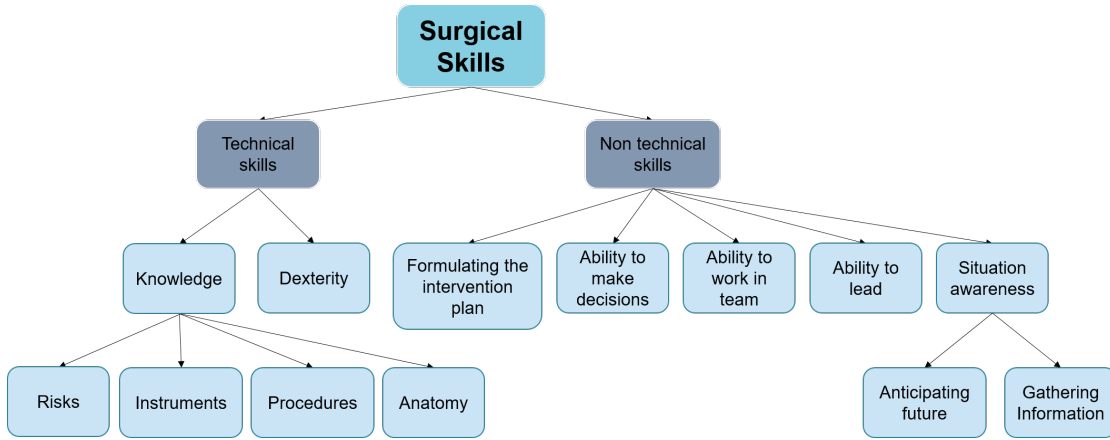 Surgical
Skills
Technical
skills
Non technical
skills
Knowledge
Dexterity
Formulating the
intervention
plan
Ability to
make
decisions
Ability to
work in
team
Ability to
lead
Situation
awareness
Risks
Instruments
Procedures
Anatomy
Anticipating
future
Gathering
Information